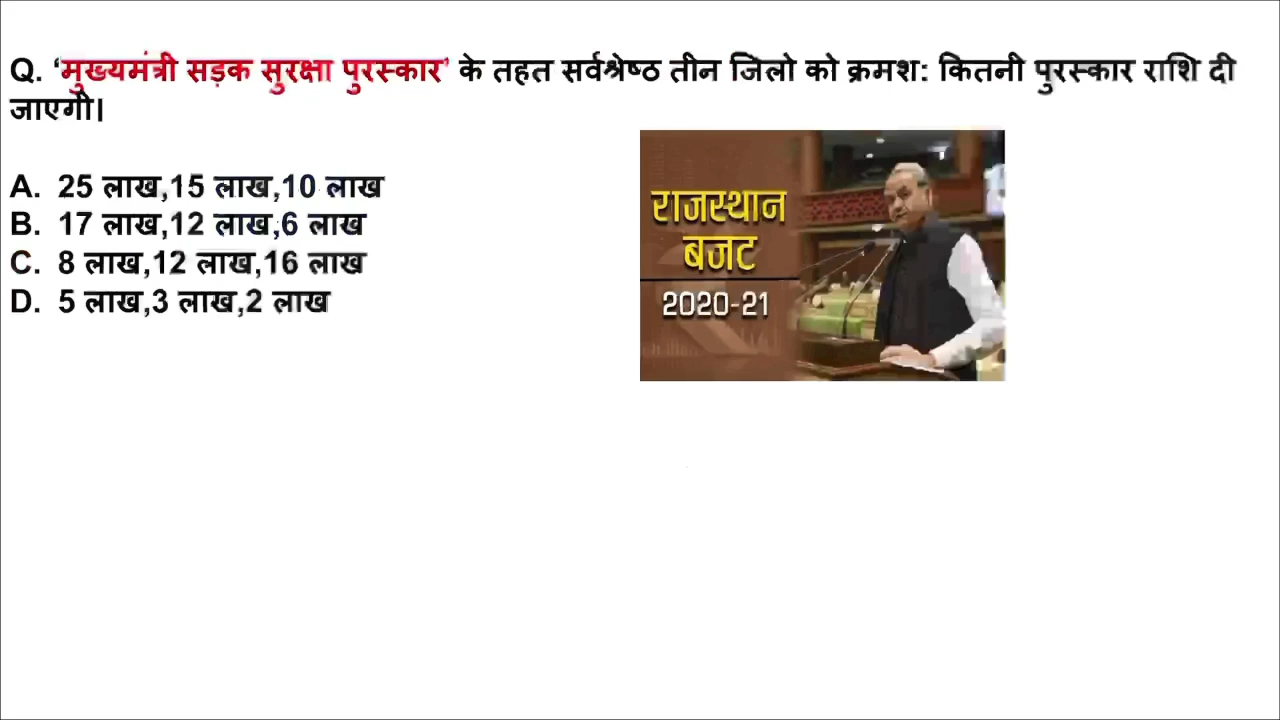 Q. ‘मुख्यमंत्री सड़क सुरक्षा पुरस्कार’ के तहत सर्वश्रेष्ठ तीन जिलो को क्रमश: कितनी पुरस्कार राशि दी
जाएगी।
A. 25 लाख,15 लाख,10 लाख
B. 17 लाख,12 लाख,6 लाख
C. 8 लाख,12 लाख,16 लाख
D. 5 लाख,3 लाख,2 लाख
राजस्थान
बजट
2020-21